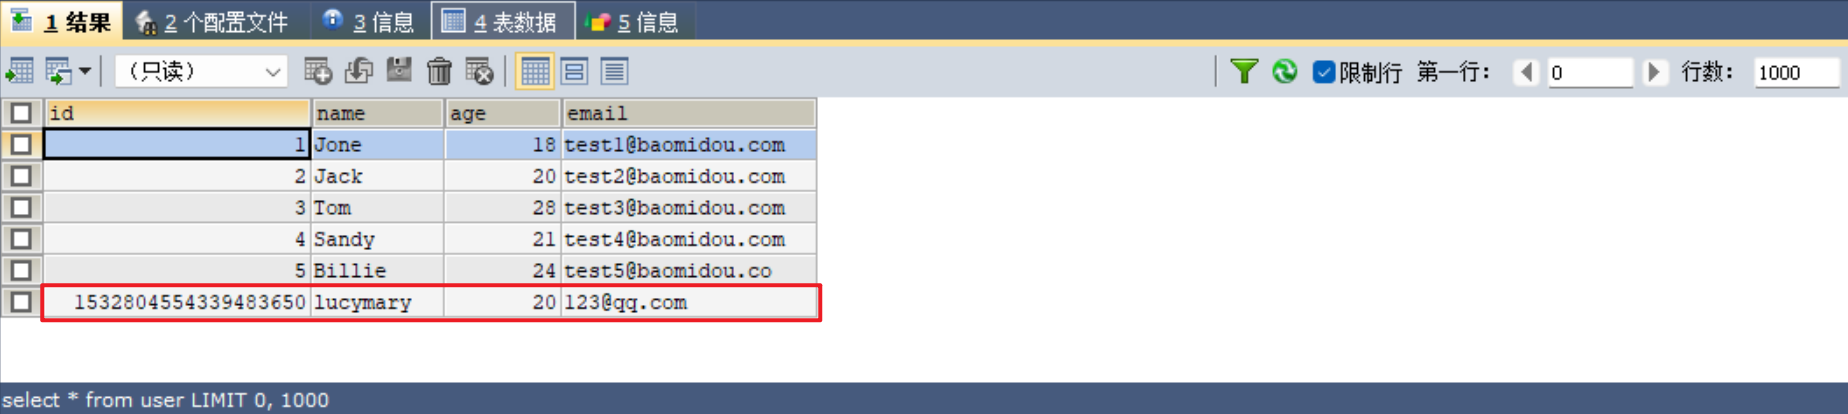 1 结果 2 个配置文件 3 信息 4 表数据 5 信息
(只读) 限制行 第一行: 0 行数: 1000
id name age email
1 Jone 18 test1@baomidou.com
2 Jack 20 test2@baomidou.com
3 Tom 28 test3@baomidou.com
4 Sandy 21 test4@baomidou.com
5 Billie 24 test5@baomidou.co
1532804554339483650 lucymary 20 123@qq.com
select * from user LIMIT 0, 1000